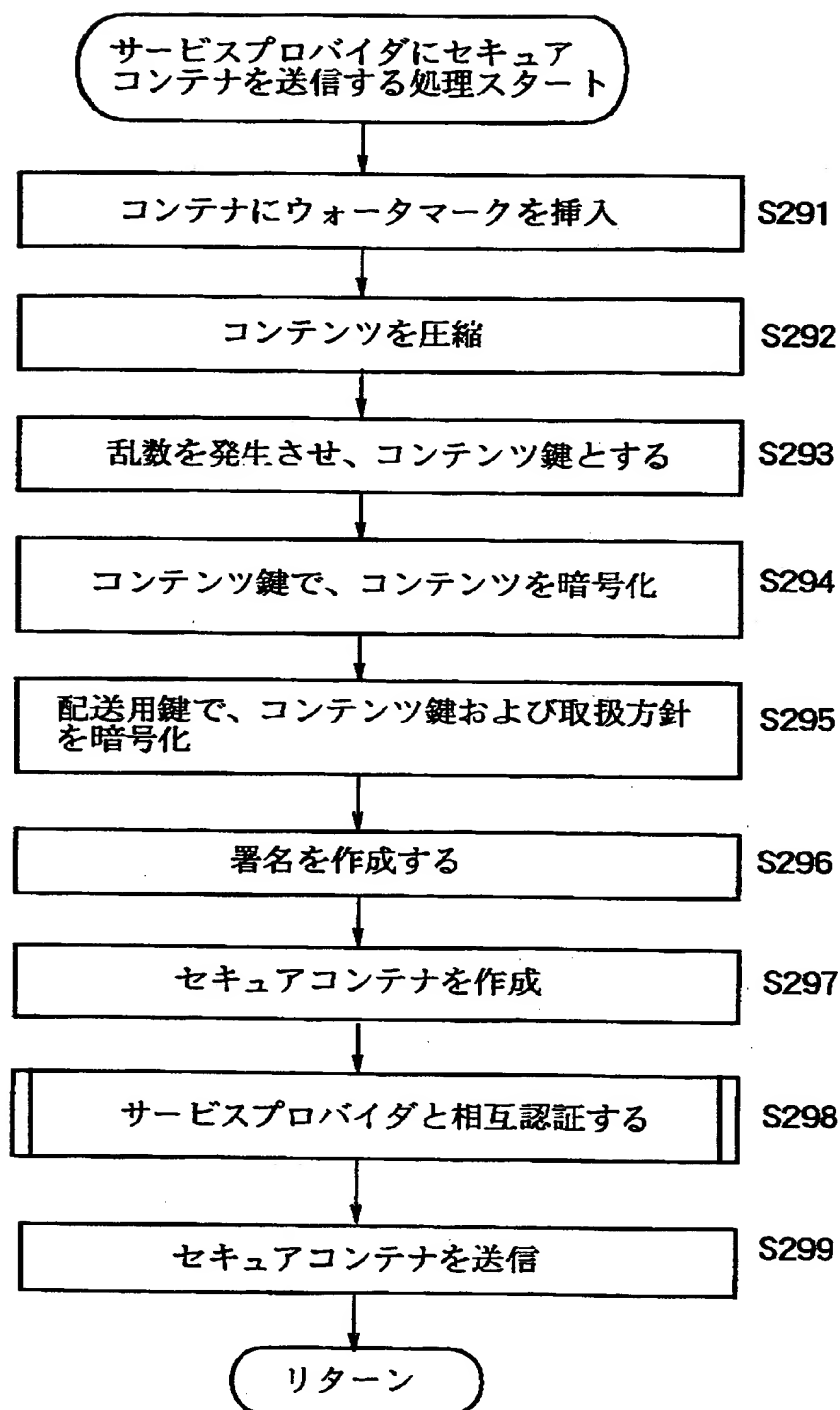 サービスプロバイダにセキュア
コンテナを送信する処理スタート
コンテナにウォータマークを挿入
S291
コンテンツを圧縮
S292
乱数を発生させ、コンテンツ鍵とする
S293
コンテンツ鍵で、コンテンツを暗号化
S294
配送用鍵で、コンテンツ鍵および取扱方針
を暗号化
S295
署名を作成する
S296
セキュアコンテナを作成
S297
サービスプロバイダと相互認証する
S298
セキュアコンテナを送信
S299
リターン